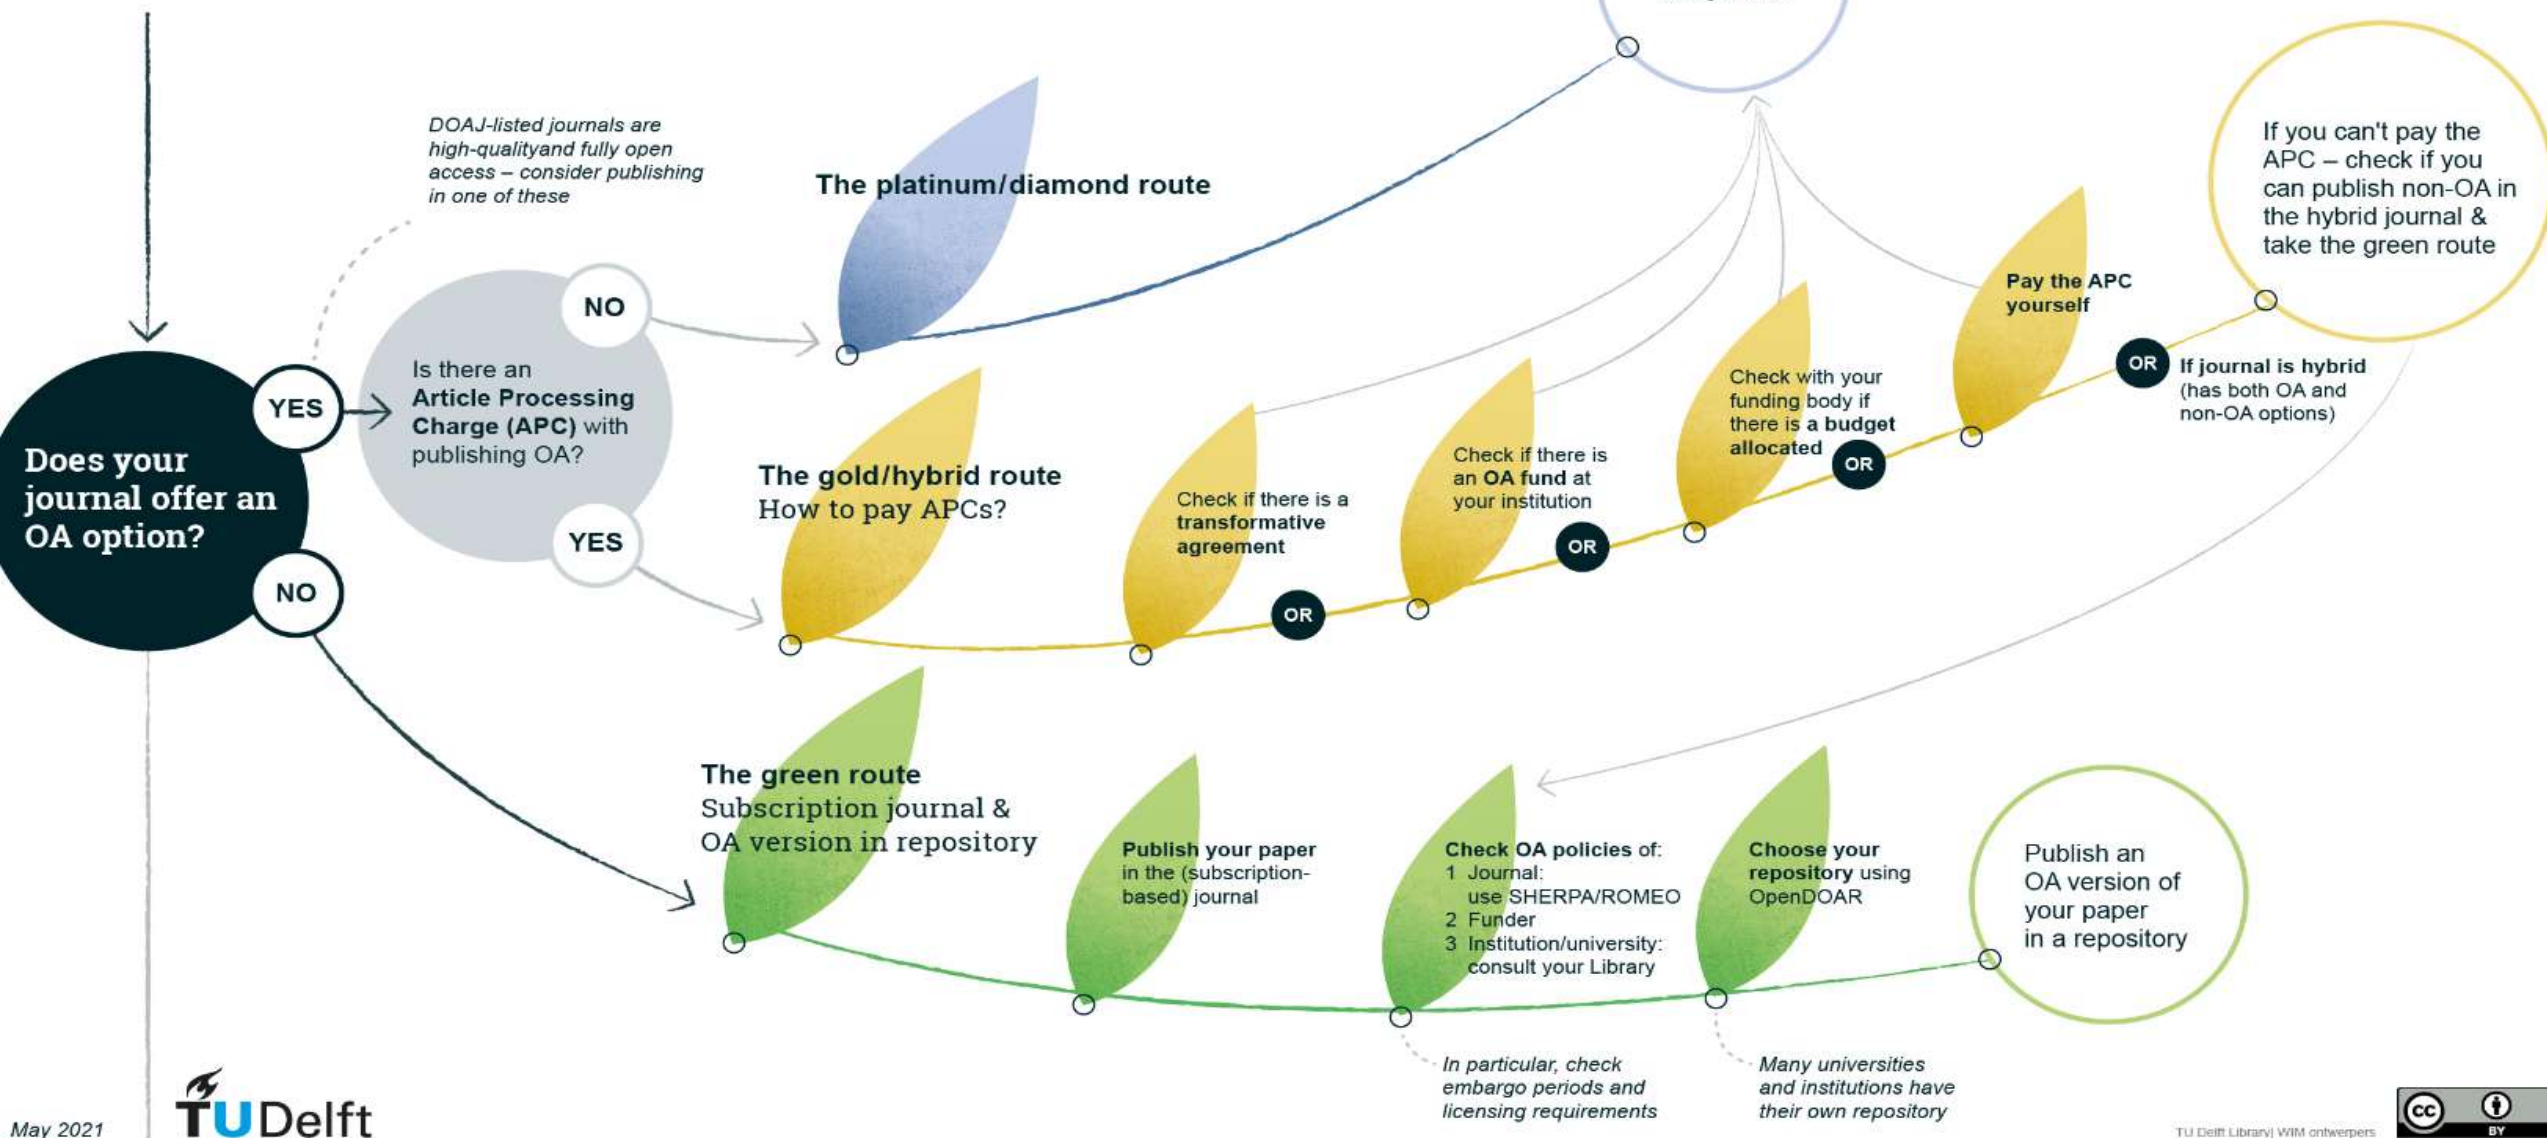 DOAJ-listed journals are
high-qualityand fully open
access – consider publishing
in one of these
The platinum/diamond route
If you can't pay the
APC – check if you
can publish non-OA in
the hybrid journal &
take the green route
NO
Is there an
Article Processing
Charge (APC) with
publishing OA?
YES
YES
Does your
journal offer an
OA option?
NO
The gold/hybrid route
How to pay APCs?
Check if there is a
transformative
agreement
OR
Check if there is
an OA fund at
your institution
OR
Check with your
funding body if
there is a budget
allocated
OR
Pay the APC
yourself
OR
If journal is hybrid
(has both OA and
non-OA options)
The green route
Subscription journal &
OA version in repository
Publish your paper
in the (subscription-
based) journal
Check OA policies of:
1 Journal:
use SHERPA/ROMEO
2 Funder
3 Institution/university:
consult your Library
Choose your
repository using
OpenDOAR
Publish an
OA version of
your paper
in a repository
In particular, check
embargo periods and
licensing requirements
Many universities
and institutions have
their own repository
May 2021
TUDelft
TU Delft Library| WIM ontwerpers
cc
BY